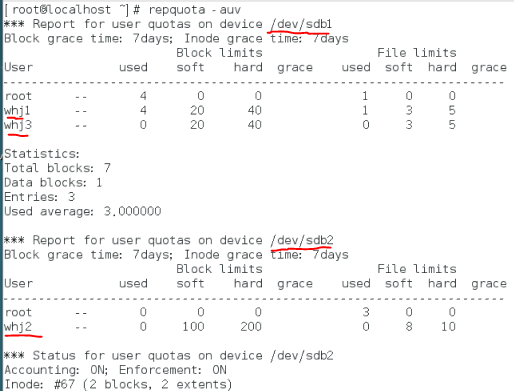 [root@localhost ~]# repquota -auv
*** Report for user quotas on device /dev/sdb1
Block grace time: 7days; Inode grace time: 7days
Block limits File limits
User used soft hard grace used soft hard grace
----------------------------------------------------------------------
root -- 4 0 0 1 0 0
whj1 -- 4 20 40 1 3 5
whj3 -- 0 20 40 0 3 5
Statistics:
Total blocks: 7
Data blocks: 1
Entries: 3
Used average: 3.000000
*** Report for user quotas on device /dev/sdb2
Block grace time: 7days; Inode grace time: 7days
Block limits File limits
User used soft hard grace used soft hard grace
----------------------------------------------------------------------
root -- 0 0 0 3 0 0
whj2 -- 0 100 200 0 8 10
*** Status for user quotas on device /dev/sdb2
Accounting: ON; Enforcement: ON
Inode: #67 (2 blocks, 2 extents)